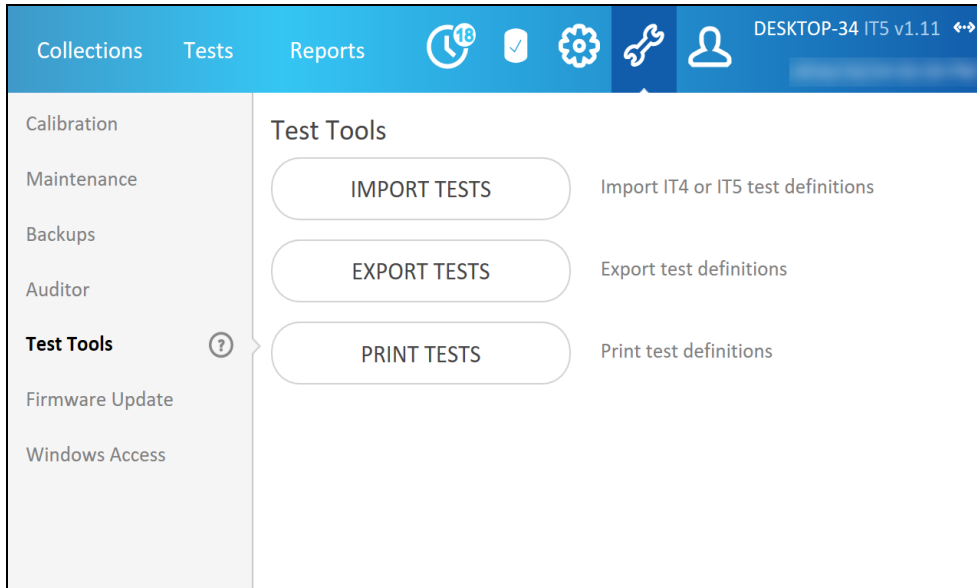 Collections Tests Reports 18 DESKTOP-34 IT5 v1.11
Calibration
Maintenance
Backups
Auditor
Test Tools ?
Firmware Update
Windows Access
Test Tools
IMPORT TESTS Import IT4 or IT5 test definitions
EXPORT TESTS Export test definitions
PRINT TESTS Print test definitions